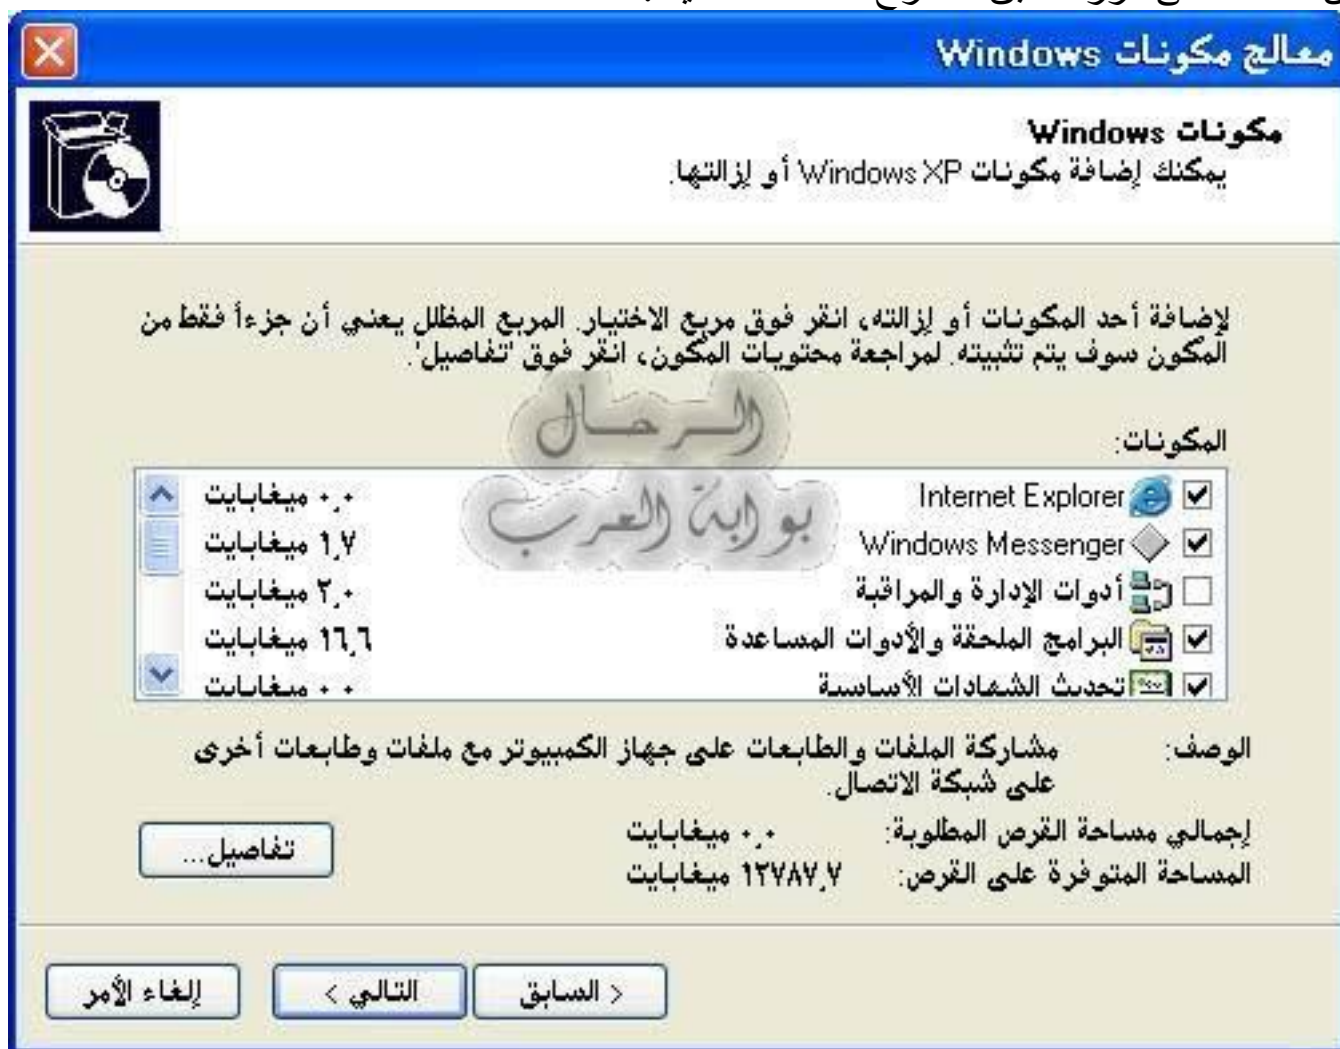 معالج مكونات Windows
مكونات Windows
يمكنك إضافة مكونات Windows XP أو إزالتها.
لإضافة أحد المكونات أو إزالته، انقر فوق مربع الاختيار. المربع المظلل يعني أن جزءاً فقط من
المكون سوف يتم تثبيته. لمراجعة محتويات المكون، انقر فوق 'تفاصيل'.
الرحال
المكونات:
بوابة العرب
Internet Explorer ٠,٠ ميغابايت
Windows Messenger ١,٧ ميغابايت
أدوات الإدارة والمراقبة ٢,٠ ميغابايت
البرامج الملحقة والأدوات المساعدة ١٦,٦ ميغابايت
تحديث الشهادات الأساسية ٠,٠ ميغابايت
الوصف: مشاركة الملفات والطابعات على جهاز الكمبيوتر مع ملفات وطابعات أخرى
على شبكة الاتصال.
إجمالي مساحة القرص المطلوبة: ٠,٠ ميغابايت
تفاصيل...
المساحة المتوفرة على القرص: ١٢٧٨٧,٧ ميغابايت
< السابق التالي > إلغاء الأمر